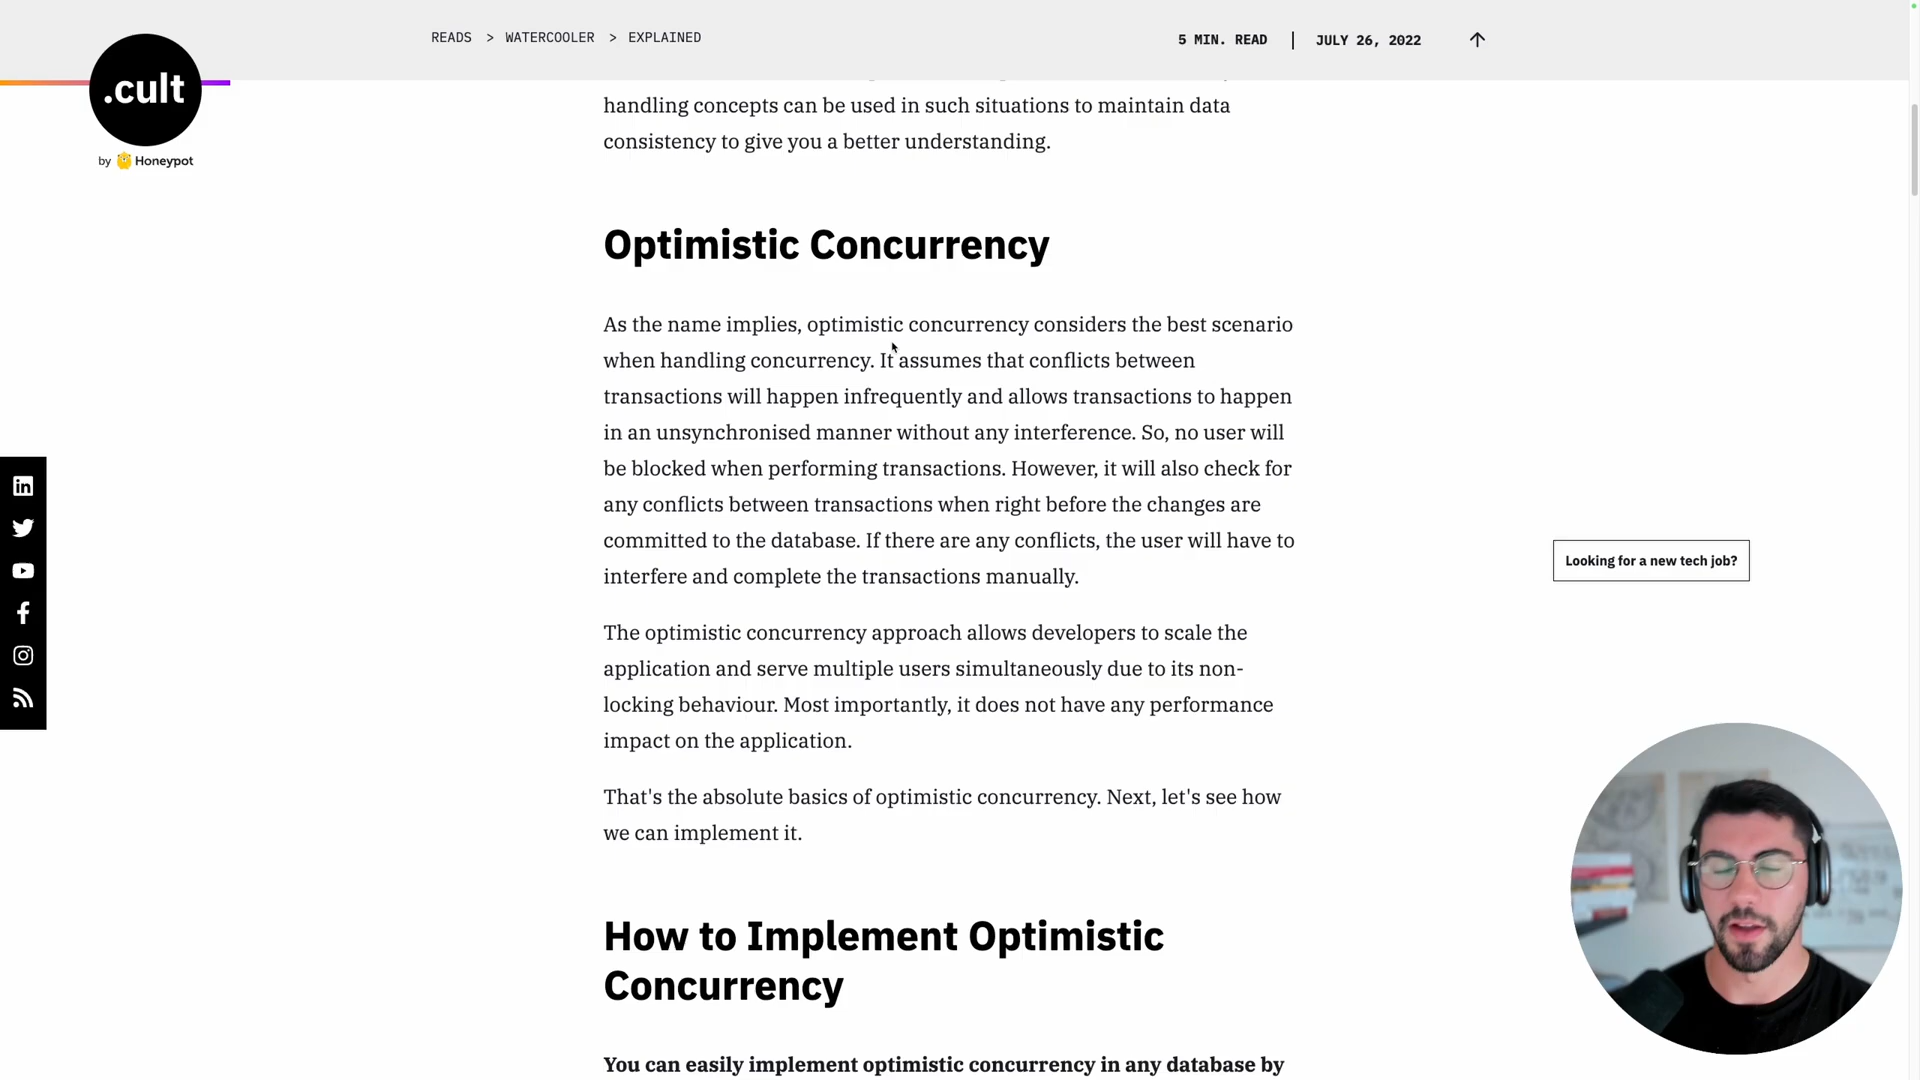 READS > WATERCOOLER > EXPLAINED
5 MIN. READ | JULY 26, 2022
.cult
by Honeypot
handling concepts can be used in such situations to maintain data
consistency to give you a better understanding.
Optimistic Concurrency
As the name implies, optimistic concurrency considers the best scenario
when handling concurrency. It assumes that conflicts between
transactions will happen infrequently and allows transactions to happen
in an unsynchronised manner without any interference. So, no user will
be blocked when performing transactions. However, it will also check for
any conflicts between transactions when right before the changes are
committed to the database. If there are any conflicts, the user will have to
interfere and complete the transactions manually.
Looking for a new tech job?
The optimistic concurrency approach allows developers to scale the
application and serve multiple users simultaneously due to its non-
locking behaviour. Most importantly, it does not have any performance
impact on the application.
That's the absolute basics of optimistic concurrency. Next, let's see how
we can implement it.
How to Implement Optimistic
Concurrency
You can easily implement optimistic concurrency in any database by